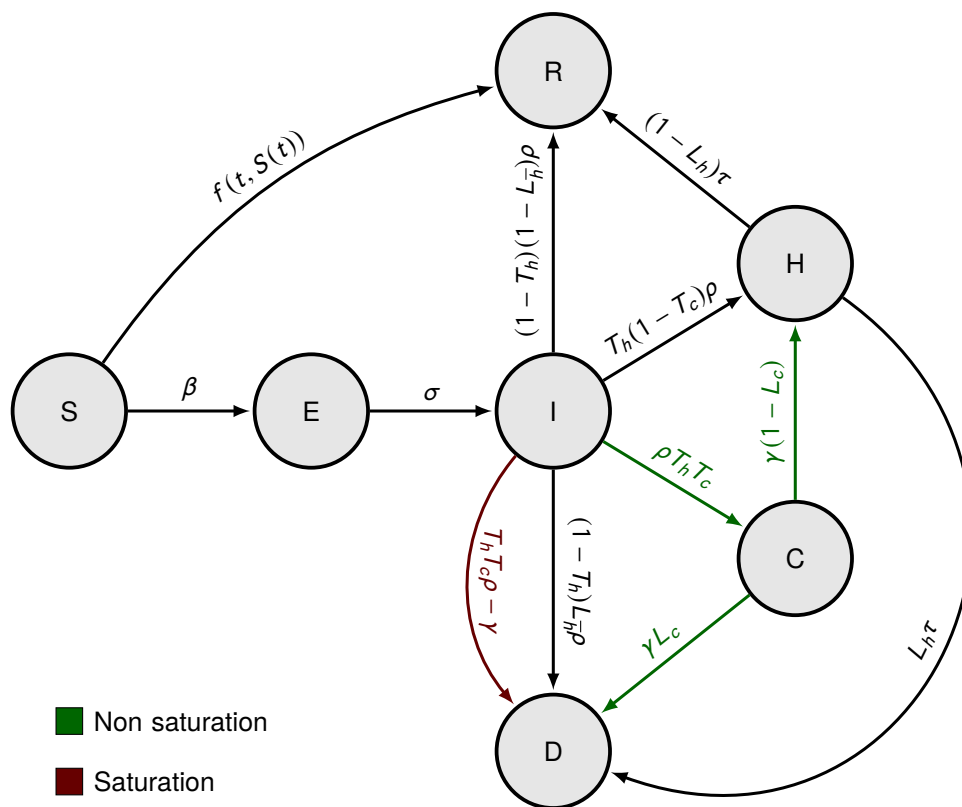 R
f(t, S(t))
(1 − L_h)τ
(1 − T_h)(1 − L_h̄)ρ
H
T_h(1 − T_c)ρ
S
β
E
σ
I
γ(1 − L_c)
ρT_hT_c
C
T_hT_cρ − γ
(1 − T_h)L_h̄ρ
γL_c
L_hτ
D
Non saturation
Saturation